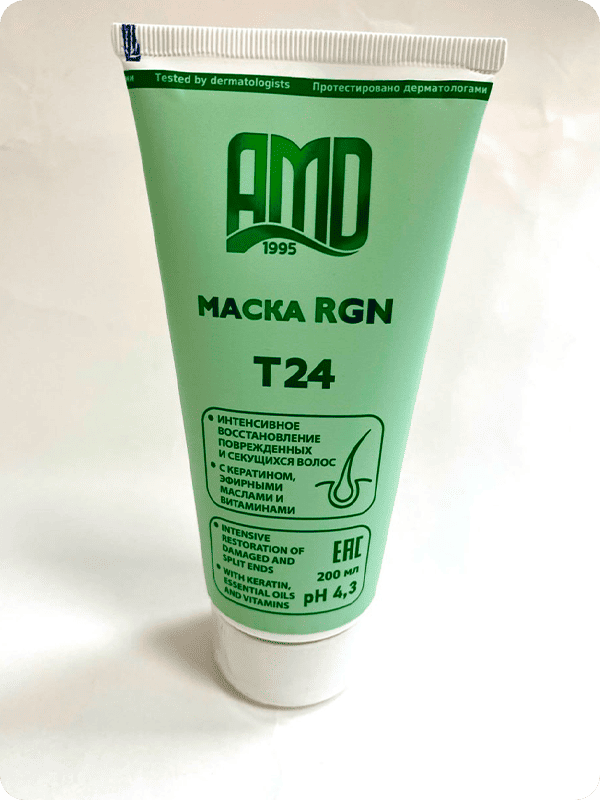 Tested by dermatologists Протестировано дерматологами
AMD
1995
МАСКА RGN
T24
• ИНТЕНСИВНОЕ
ВОССТАНОВЛЕНИЕ
ПОВРЕЖДЕННЫХ
И СЕКУЩИХСЯ ВОЛОС
• С КЕРАТИНОМ,
ЭФИРНЫМИ
МАСЛАМИ И
ВИТАМИНАМИ
• INTENSIVE
RESTORATION OF
DAMAGED AND
SPLIT ENDS
• WITH KERATIN,
ESSENTIAL OILS
AND VITAMINS
EAC
200 МЛ
pH 4,3